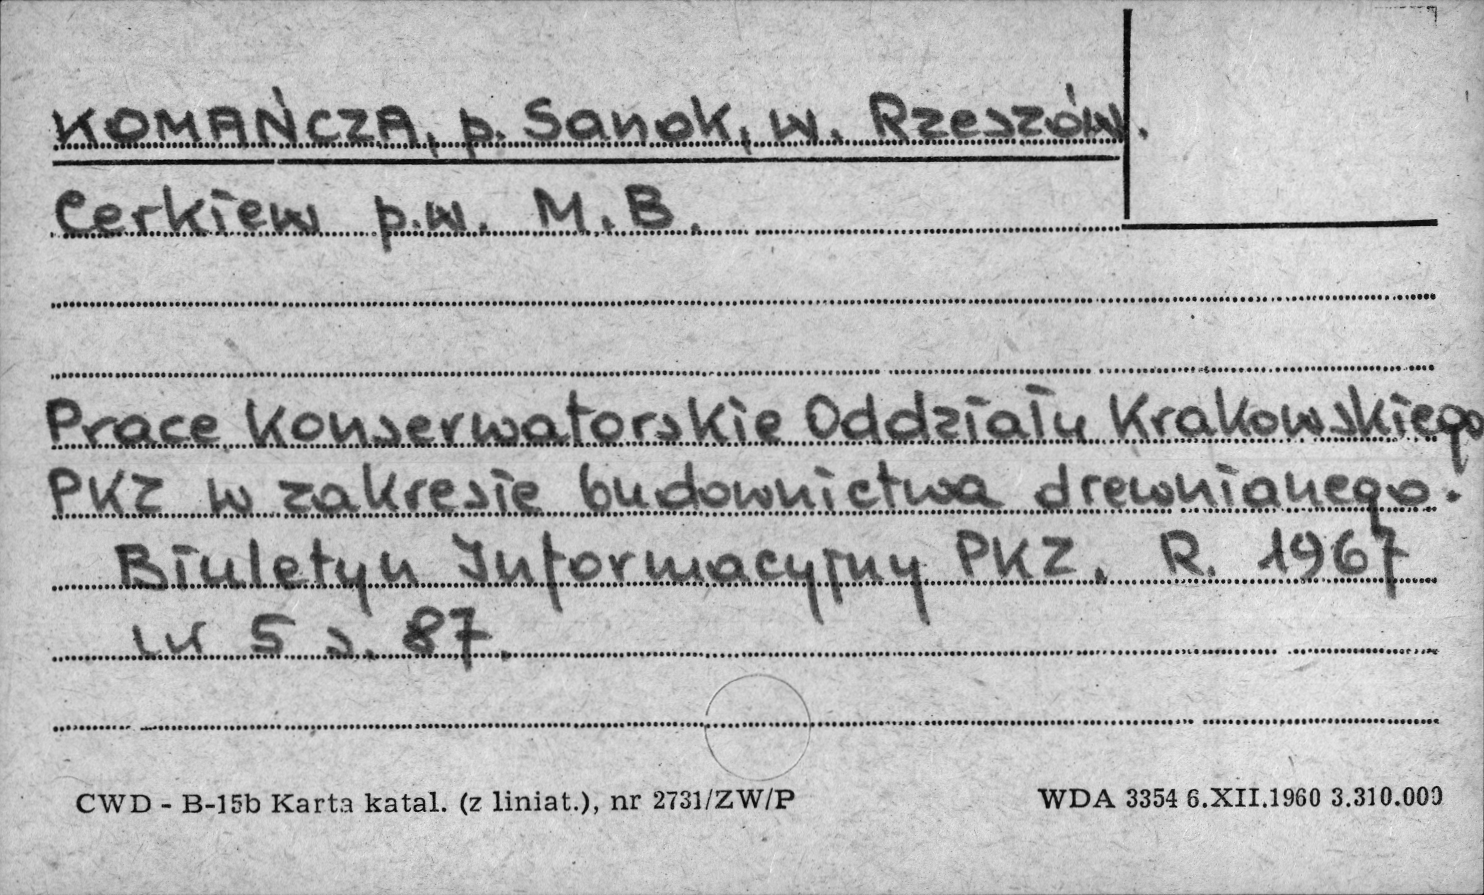 KOMAŃCZA, p. Sanok, w. Rzeszów.
Cerkiew p.w. M.B.
Prace Konserwatorskie Oddziału Krakowskiego
PKZ w zakresie budownictwa drewnianego.
Biuletyn Informacyjny PKZ. R. 1967
nr 5 s. 87.
CWD - B-15b Karta katal. (z liniat.), nr 2731/ZW/P
WDA 3354 6.XII.1960 3.310.000